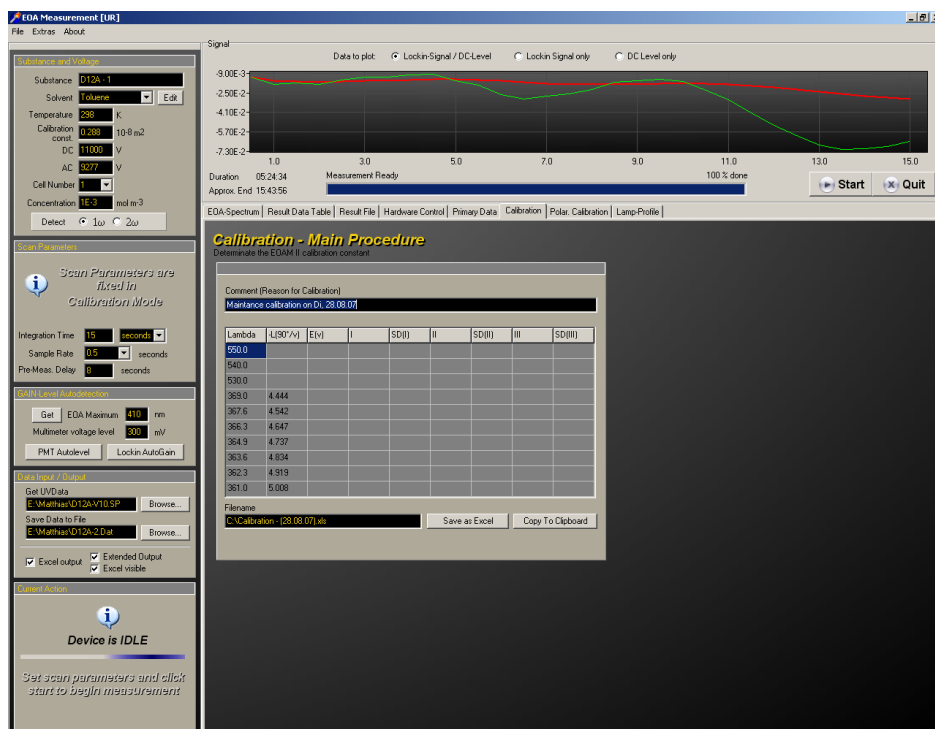 EOA Measurement [UR]
File Extras About
Substance and Voltage
Substance D12A - 1
Solvent Toluene Edit
Temperature 298 K
Calibration const. 0.288 10-8 m2
DC 11000 V
AC 9277 V
Cell Number 1
Concentration 1E-3 mol m-3
Detect 1ω 2ω
Scan Parameters
Scan Parameters are
fixed in
Calibration Mode
Integration Time 15 seconds
Sample Rate 0.5 seconds
Pre-Meas. Delay 8 seconds
GAIN-Level Autodetection
Get EOA Maximum 410 nm
Multimeter voltage level 300 mV
PMT Autolevel Lockin AutoGain
Data Input / Output
Get UVData
E:\Matthias\D12A-V10.SP Browse...
Save Data to File
E:\Matthias\D12A-2.Dat Browse...
Excel output Extended Output
Excel visible
Current Action
Device is IDLE
Set scan parameters and click
start to begin measurement
Signal
Data to plot: Lockin-Signal / DC-Level Lockin Signal only DC Level only
-9.00E-3
-2.50E-2
-4.10E-2
-5.70E-2
-7.30E-2
1.0 3.0 5.0 7.0 9.0 11.0 13.0 15.0
Duration 05:24:34 Measurement Ready 100 % done
Approx. End 15:43:56
Start Quit
EOA-Spectrum Result Data Table Result File Hardware Control Primary Data Calibration Polar. Calibration Lamp-Profile
Calibration - Main Procedure
Determinate the EOAM II calibration constant
Comment (Reason for Calibration)
Maintance calibration on Di, 28.08.07
Lambda -L(90°/v) E(v) I SD(I) II SD(II) III SD(III)
550.0
540.0
530.0
369.0 4.444
367.6 4.542
366.3 4.647
364.9 4.737
363.6 4.834
362.3 4.919
361.0 5.008
Filename
C:\Calibration - (28.08.07).xls Save as Excel Copy To Clipboard